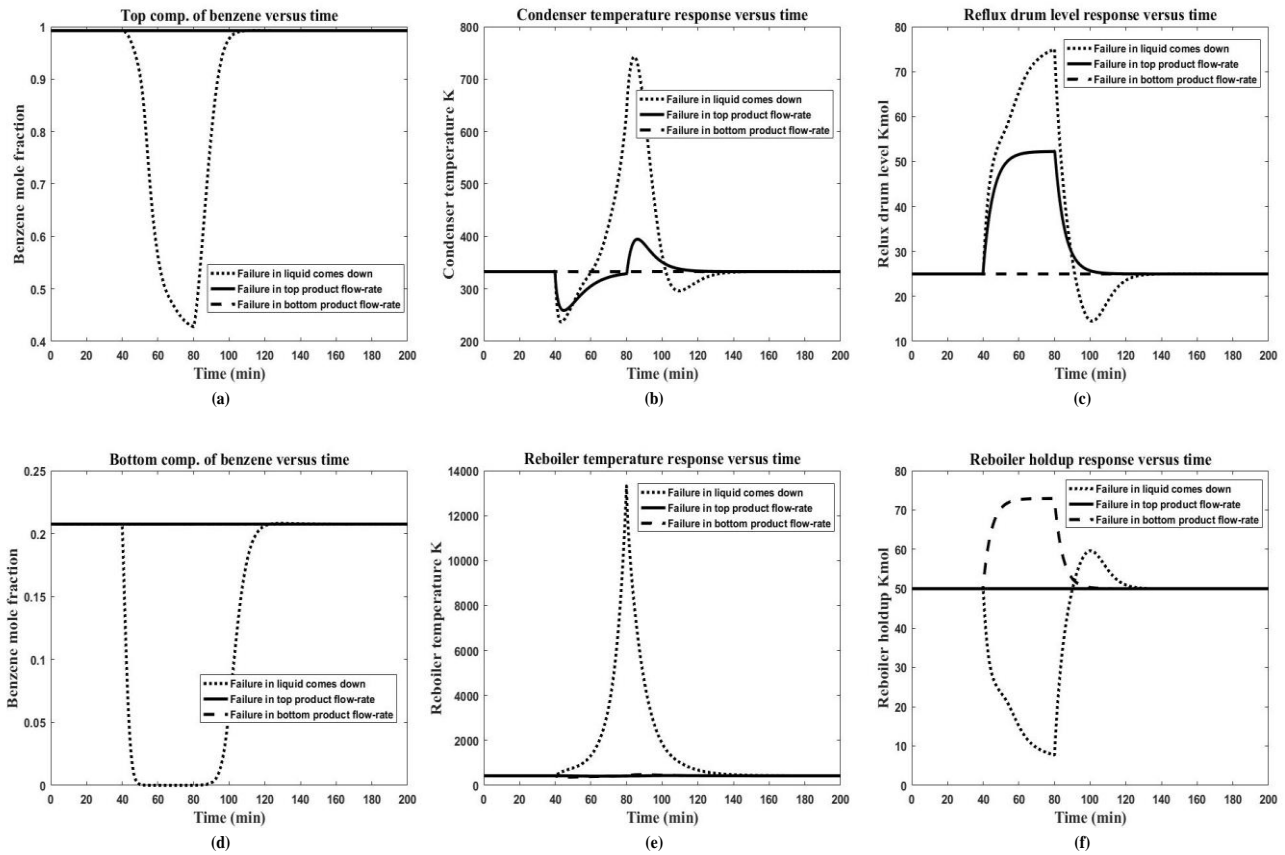 Top comp. of benzene versus time
Benzene mole fraction
1
0.9
0.8
0.7
0.6
0.5
0.4
Failure in liquid comes down
Failure in top product flow-rate
Failure in bottom product flow-rate
0 20 40 60 80 100 120 140 160 180 200
Time (min)
(a)
Condenser temperature response versus time
Condenser temperature K
800
700
600
500
400
300
200
Failure in liquid comes down
Failure in top product flow-rate
Failure in bottom product flow-rate
0 20 40 60 80 100 120 140 160 180 200
Time (min)
(b)
Reflux drum level response versus time
Relux drum level Kmol
80
70
60
50
40
30
20
10
Failure in liquid comes down
Failure in top product flow-rate
Failure in bottom product flow-rate
0 20 40 60 80 100 120 140 160 180 200
Time (min)
(c)
Bottom comp. of benzene versus time
Benzene mole fraction
0.25
0.2
0.15
0.1
0.05
0
Failure in liquid comes down
Failure in top product flow-rate
Failure in bottom product flow-rate
0 20 40 60 80 100 120 140 160 180 200
Time (min)
(d)
Reboiler temperature response versus time
Reboiler temperature K
14000
12000
10000
8000
6000
4000
2000
0
Failure in liquid comes down
Failure in top product flow-rate
Failure in bottom product flow-rate
0 20 40 60 80 100 120 140 160 180 200
Time (min)
(e)
Reboiler holdup response versus time
Reboiler holdup Kmol
80
70
60
50
40
30
20
10
0
Failure in liquid comes down
Failure in top product flow-rate
Failure in bottom product flow-rate
0 20 40 60 80 100 120 140 160 180 200
Time (min)
(f)